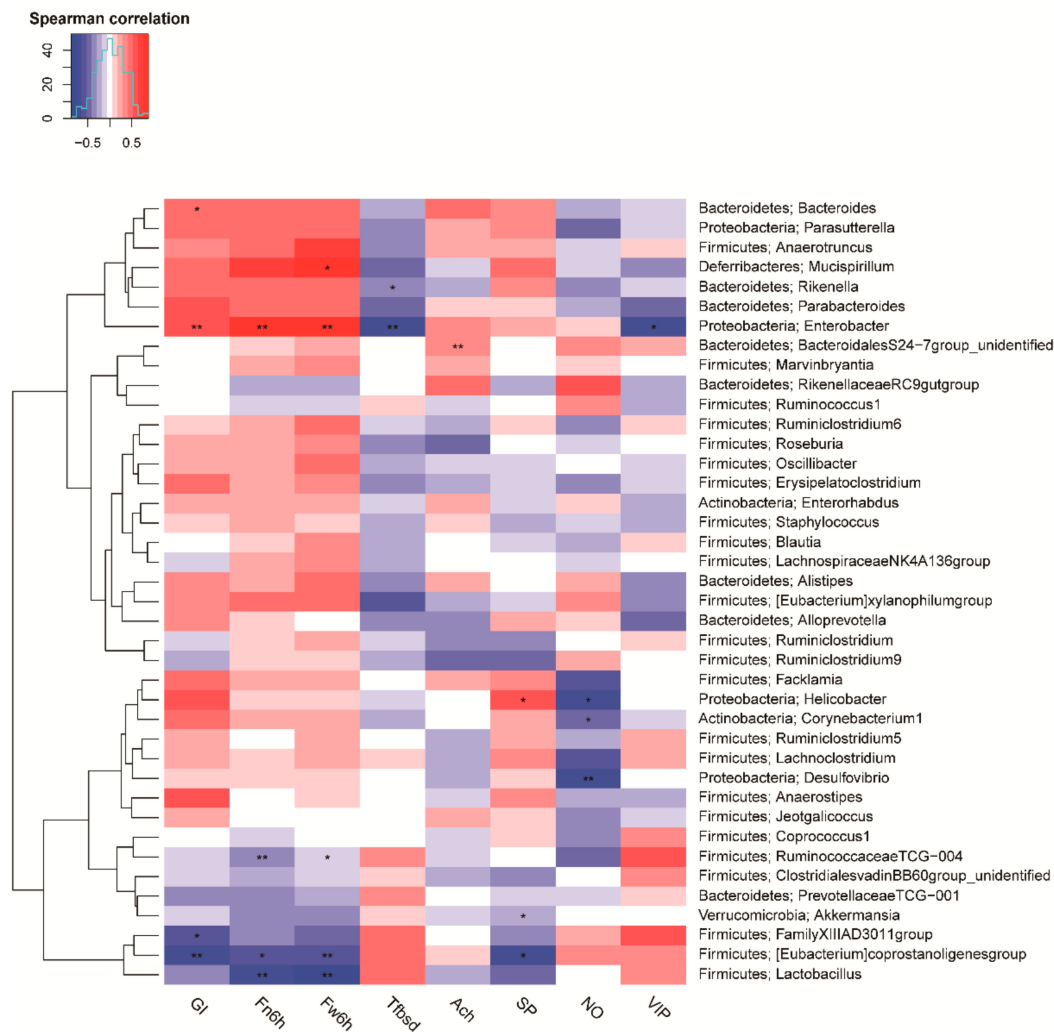 Spearman correlation
0 20 40
−0.5 0.5
* Bacteroidetes; Bacteroides
Proteobacteria; Parasutterella
Firmicutes; Anaerotruncus
* Deferribacteres; Mucispirillum
* Bacteroidetes; Rikenella
Bacteroidetes; Parabacteroides
** ** ** ** * Proteobacteria; Enterobacter
** Bacteroidetes; BacteroidalesS24−7group_unidentified
Firmicutes; Marvinbryantia
Bacteroidetes; RikenellaceaeRC9gutgroup
Firmicutes; Ruminococcus1
Firmicutes; Ruminiclostridium6
Firmicutes; Roseburia
Firmicutes; Oscillibacter
Firmicutes; Erysipelatoclostridium
Actinobacteria; Enterorhabdus
Firmicutes; Staphylococcus
Firmicutes; Blautia
Firmicutes; LachnospiraceaeNK4A136group
Bacteroidetes; Alistipes
Firmicutes; [Eubacterium]xylanophilumgroup
Bacteroidetes; Alloprevotella
Firmicutes; Ruminiclostridium
Firmicutes; Ruminiclostridium9
Firmicutes; Facklamia
* * Proteobacteria; Helicobacter
* Actinobacteria; Corynebacterium1
Firmicutes; Ruminiclostridium5
Firmicutes; Lachnoclostridium
** Proteobacteria; Desulfovibrio
Firmicutes; Anaerostipes
Firmicutes; Jeotgalicoccus
Firmicutes; Coprococcus1
** * Firmicutes; RuminococcaceaeTCG−004
Firmicutes; ClostridialesvadinBB60group_unidentified
Bacteroidetes; PrevotellaceaeTCG−001
* Verrucomicrobia; Akkermansia
* Firmicutes; FamilyXIIIAD3011group
** * ** * Firmicutes; [Eubacterium]coprostanoligenesgroup
** ** Firmicutes; Lactobacillus
GI Fn6h Fw6h Tfbsd Ach SP NO VIP